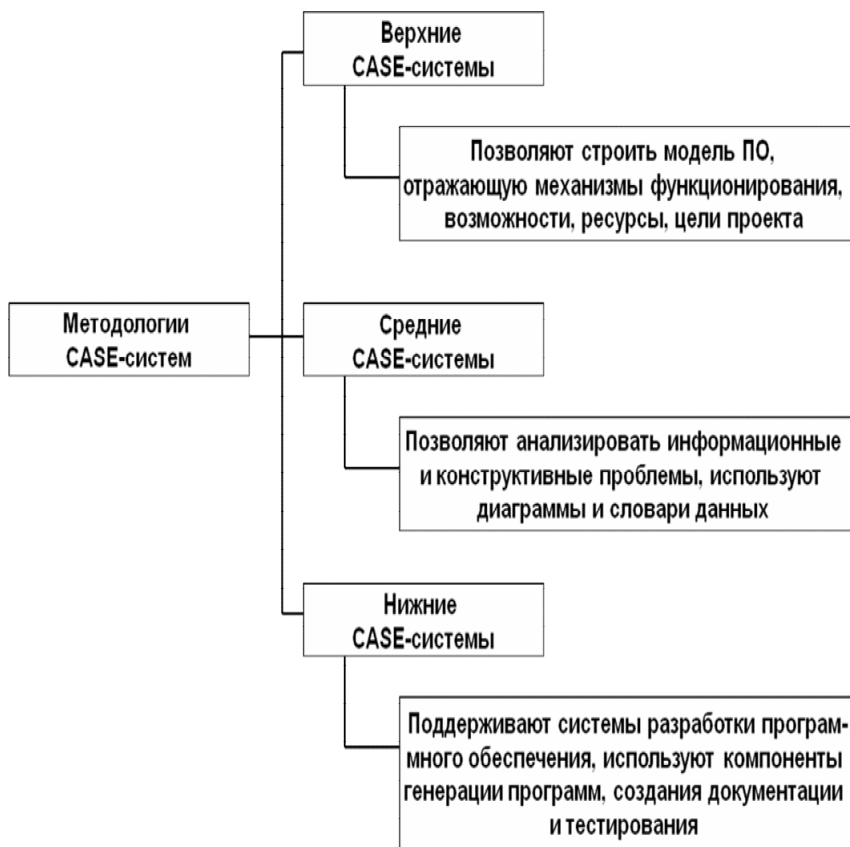 Верхние
CASE-системы
Позволяют строить модель ПО,
отражающую механизмы функционирования,
возможности, ресурсы, цели проекта
Методологии
CASE-систем
Средние
CASE-системы
Позволяют анализировать информационные
и конструктивные проблемы, используют
диаграммы и словари данных
Нижние
CASE-системы
Поддерживают системы разработки програм-
много обеспечения, используют компоненты
генерации программ, создания документации
и тестирования